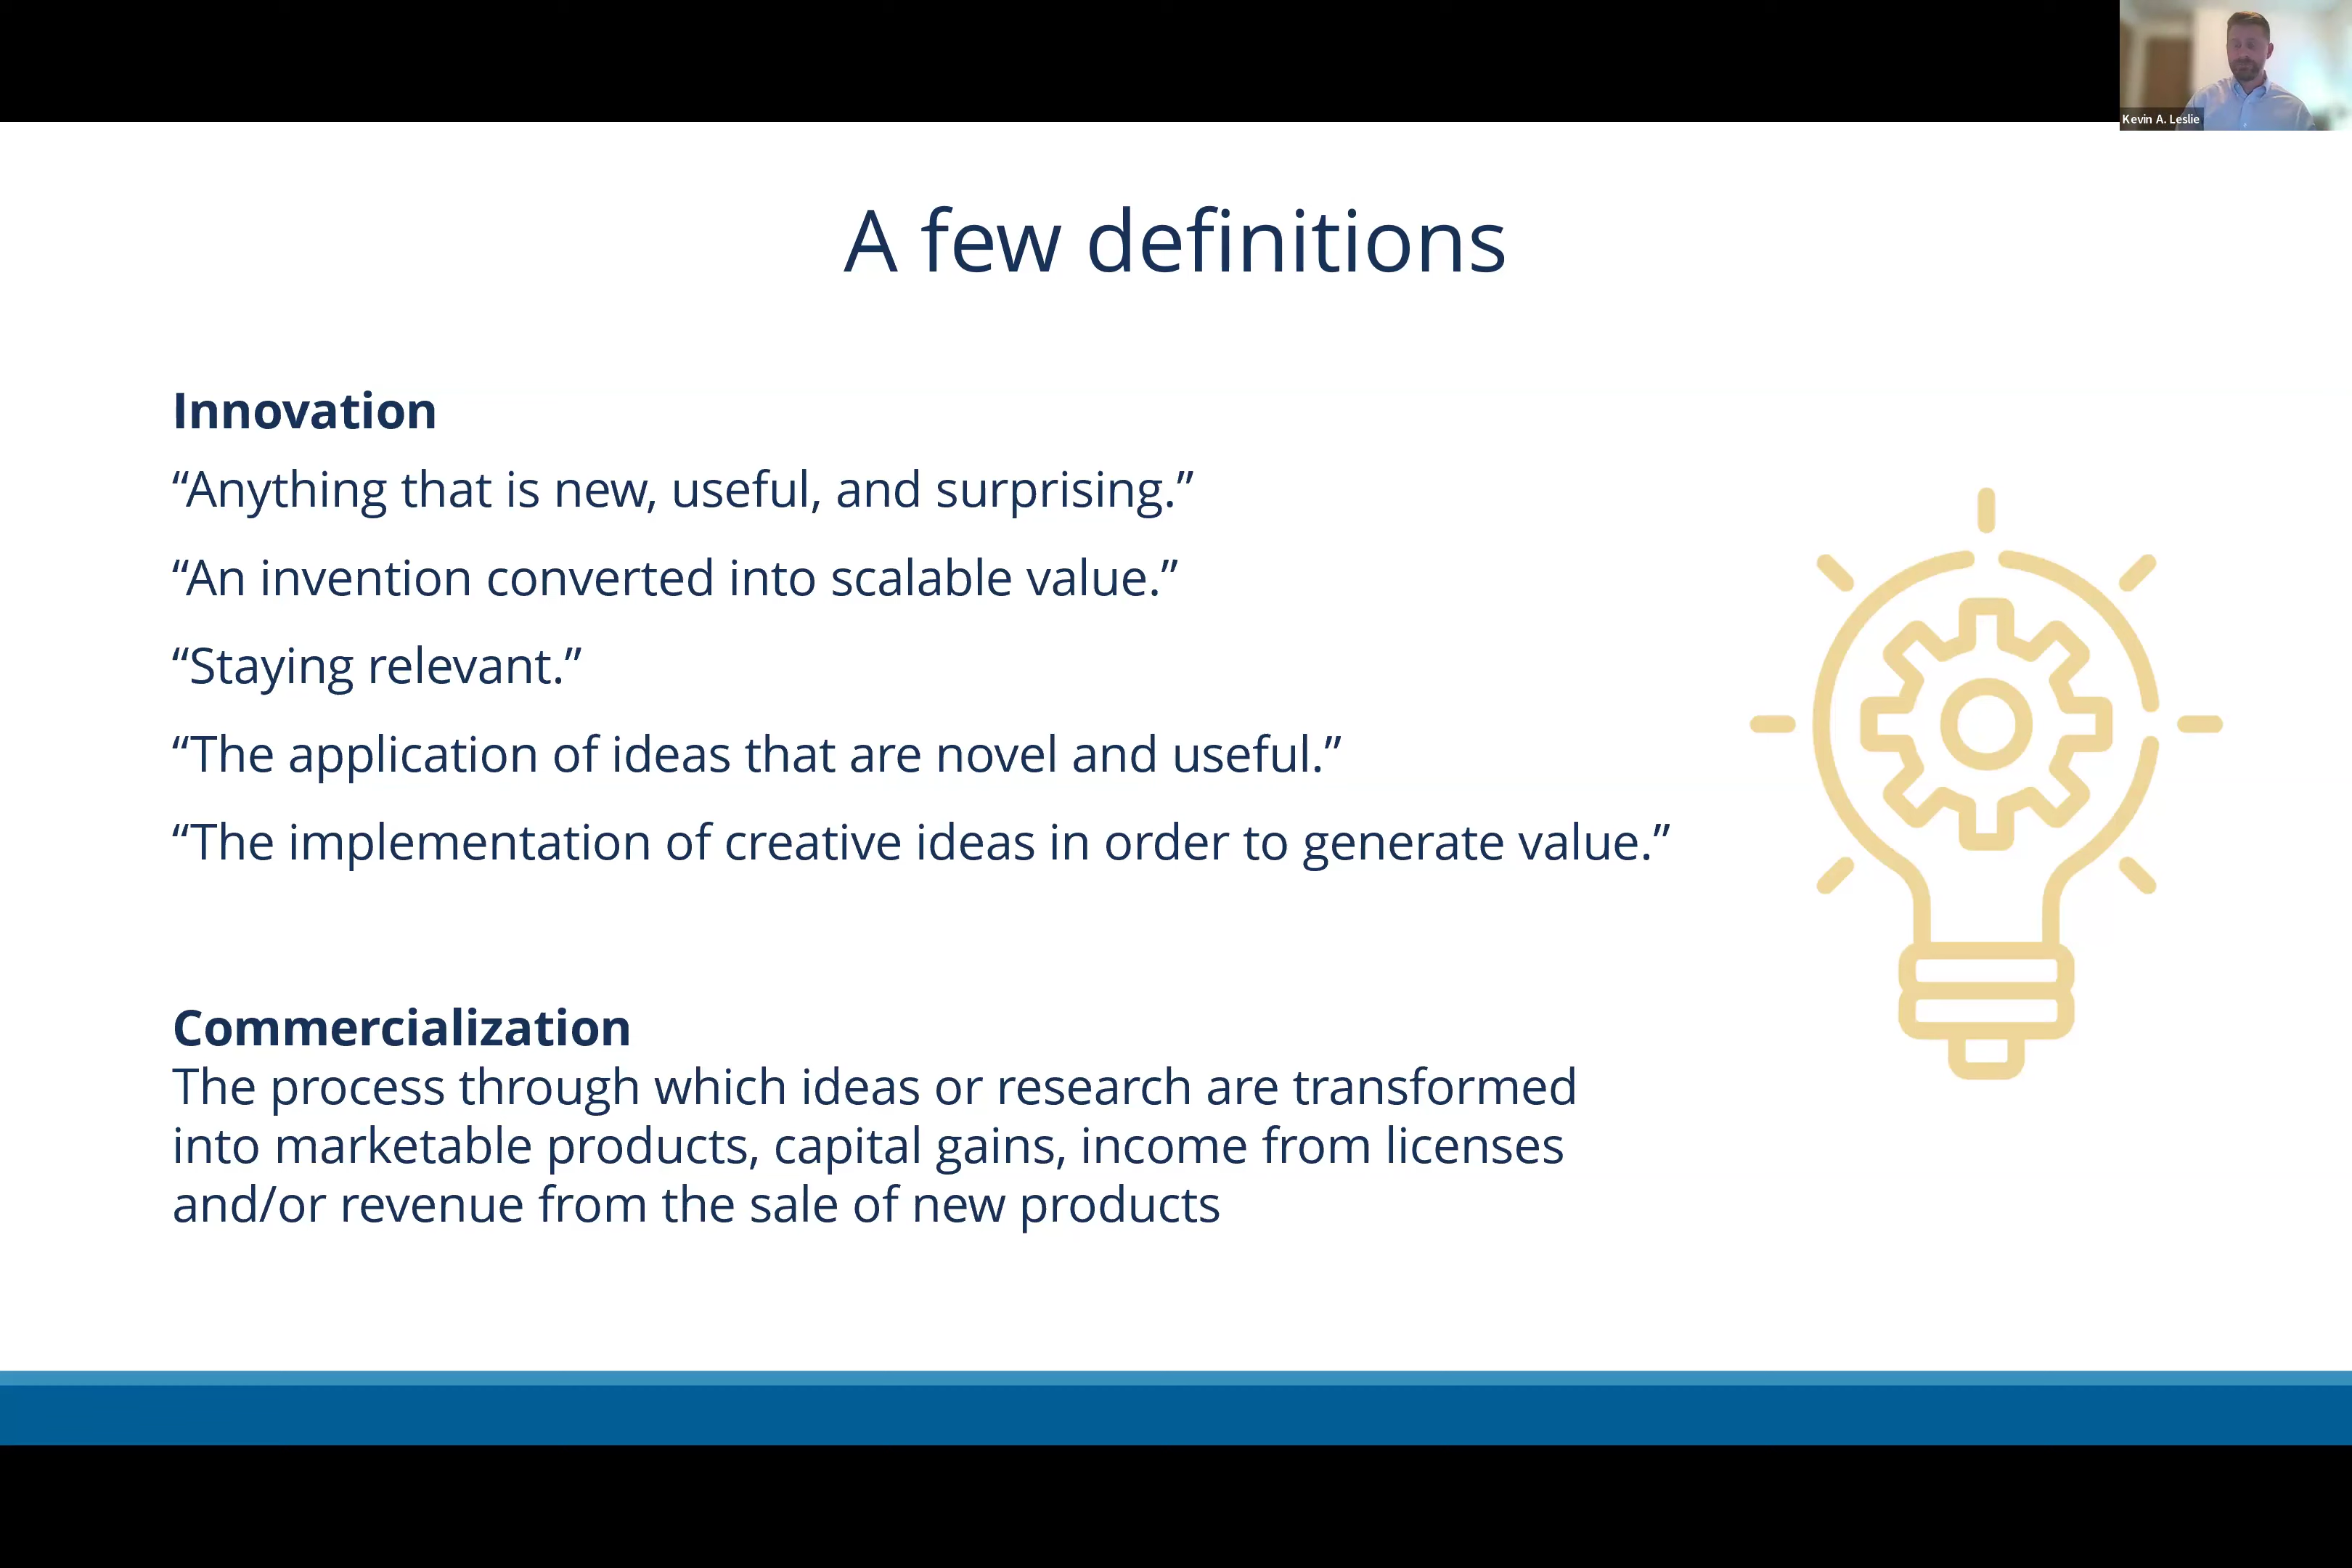 Kevin A. Leslie
A few definitions
Innovation
“Anything that is new, useful, and surprising.”
“An invention converted into scalable value.”
“Staying relevant.”
“The application of ideas that are novel and useful.”
“The implementation of creative ideas in order to generate value.”
Commercialization
The process through which ideas or research are transformed
into marketable products, capital gains, income from licenses
and/or revenue from the sale of new products